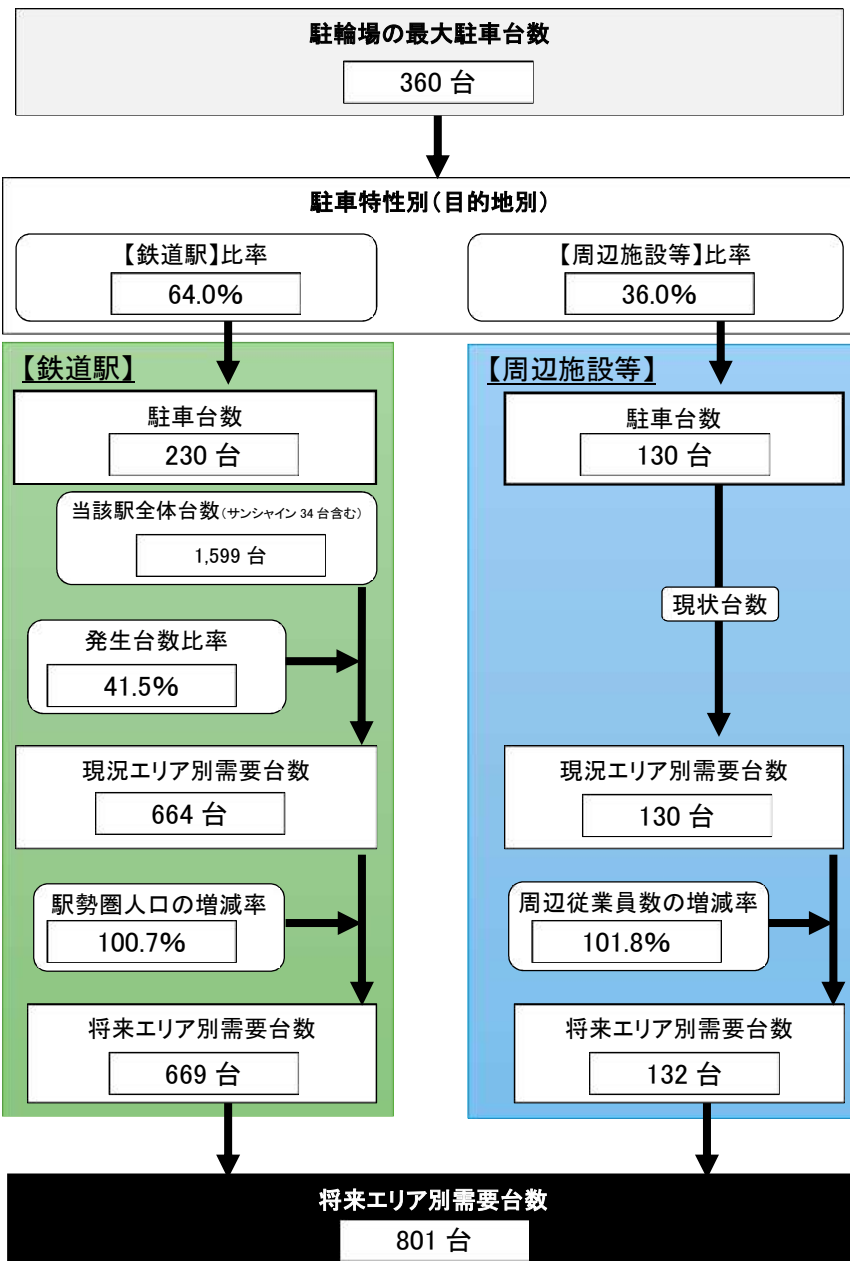 駐輪場の最大駐車台数
360 台
駐車特性別(目的地別)
【鉄道駅】比率
64.0%
【周辺施設等】比率
36.0%
【鉄道駅】
駐車台数
230 台
当該駅全体台数(サンシャイン 34 台含む)
1,599 台
発生台数比率
41.5%
現況エリア別需要台数
664 台
駅勢圏人口の増減率
100.7%
将来エリア別需要台数
669 台
【周辺施設等】
駐車台数
130 台
現状台数
現況エリア別需要台数
130 台
周辺従業員数の増減率
101.8%
将来エリア別需要台数
132 台
将来エリア別需要台数
801 台